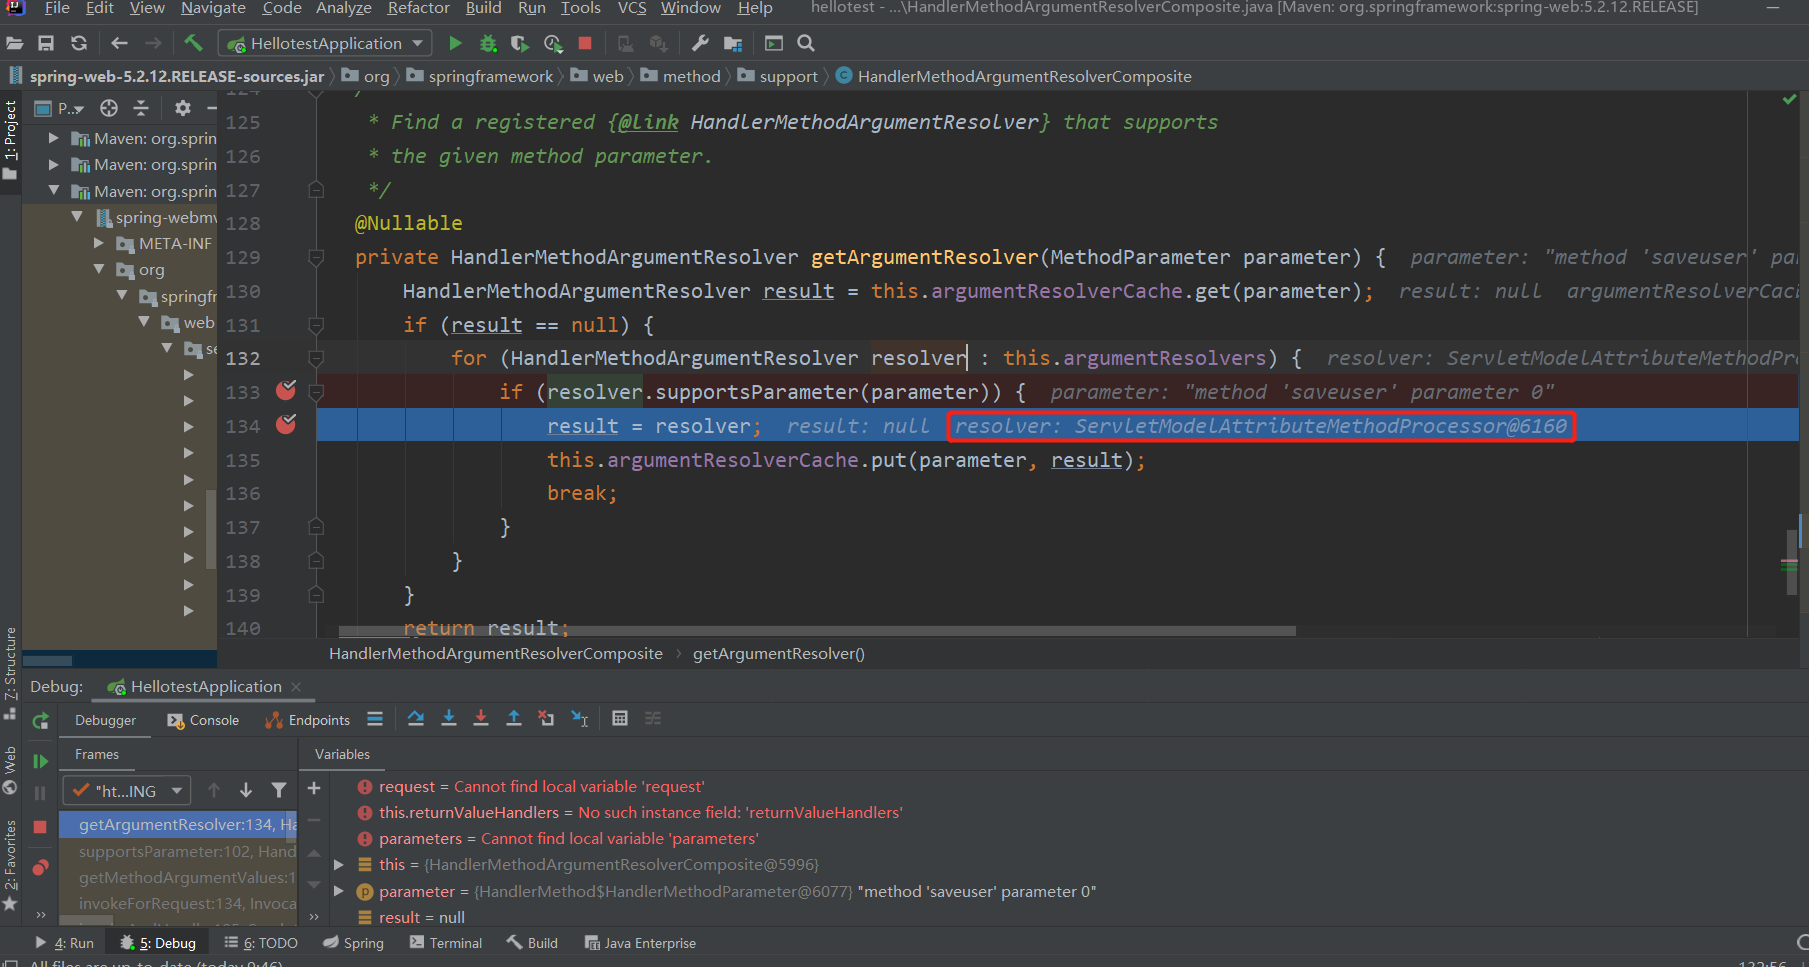 File Edit View Navigate Code Analyze Refactor Build Run Tools VCS Window Help hellotest - ...\HandlerMethodArgumentResolverComposite.java [Maven: org.springframework:spring-web:5.2.12.RELEASE]
HellotestApplication
spring-web-5.2.12.RELEASE-sources.jar org springframework web method support C HandlerMethodArgumentResolverComposite
1: Project
P...
Maven: org.sprin
Maven: org.sprin
Maven: org.sprin
spring-webmv
META-INF
org
springfr
web
se
124
125 * Find a registered {@link HandlerMethodArgumentResolver} that supports
126 * the given method parameter.
127 */
128 @Nullable
129 private HandlerMethodArgumentResolver getArgumentResolver(MethodParameter parameter) { parameter: "method 'saveuser' par
130 HandlerMethodArgumentResolver result = this.argumentResolverCache.get(parameter); result: null argumentResolverCach
131 if (result == null) {
132 for (HandlerMethodArgumentResolver resolver : this.argumentResolvers) { resolver: ServletModelAttributeMethodPro
133 if (resolver.supportsParameter(parameter)) { parameter: "method 'saveuser' parameter 0"
134 result = resolver; result: null resolver: ServletModelAttributeMethodProcessor@6160
135 this.argumentResolverCache.put(parameter, result);
136 break;
137 }
138 }
139 }
140 return result;
HandlerMethodArgumentResolverComposite › getArgumentResolver()
7: Structure
Web
2: Favorites
Debug: HellotestApplication ×
Debugger Console Endpoints
Frames Variables
"ht...ING
getArgumentResolver:134, Ha
supportsParameter:102, Hand
getMethodArgumentValues:1
invokeForRequest:134, Invoca
request = Cannot find local variable 'request'
this.returnValueHandlers = No such instance field: 'returnValueHandlers'
parameters = Cannot find local variable 'parameters'
this = {HandlerMethodArgumentResolverComposite@5996}
parameter = {HandlerMethod$HandlerMethodParameter@6077} "method 'saveuser' parameter 0"
result = null
4: Run 5: Debug 6: TODO Spring Terminal Build Java Enterprise
All files are up-to-date (today 9:46) 132:56